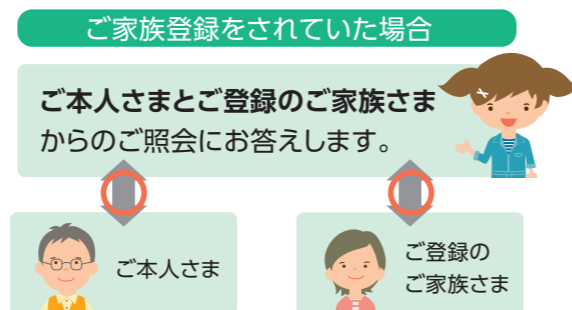 ご家族登録をされていた場合
ご本人さまとご登録のご家族さま
からのご照会にお答えします。
ご本人さま
ご登録の
ご家族さま